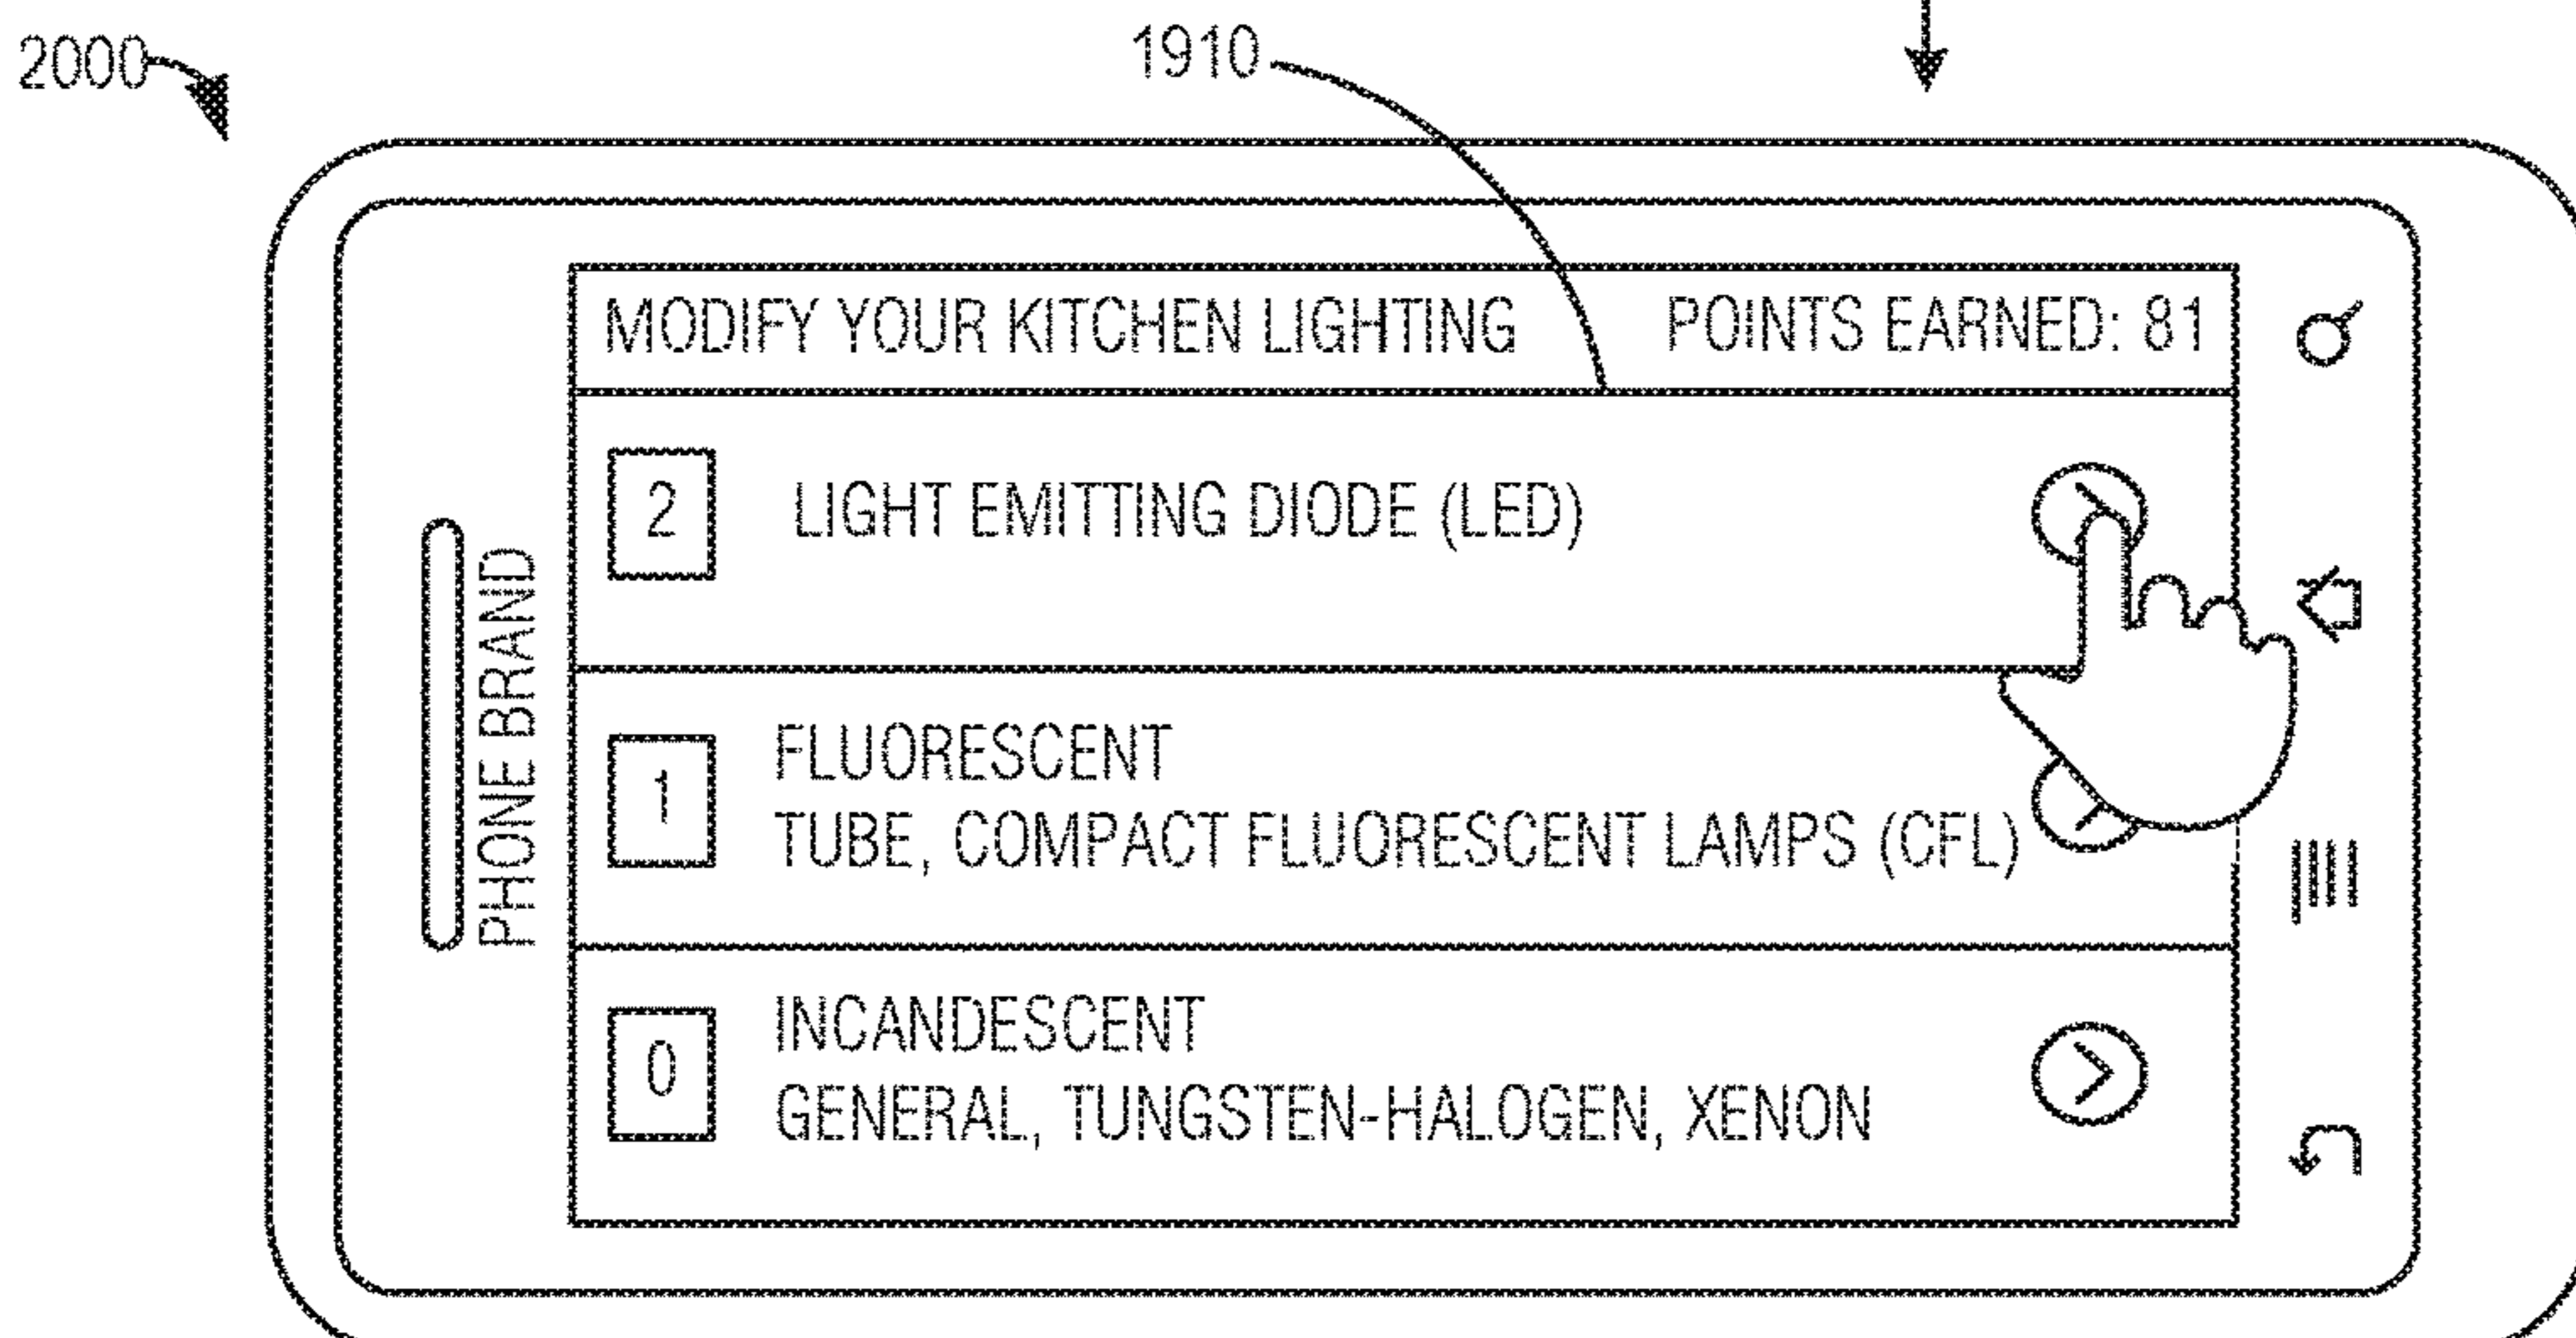 2000
1910
MODIFY YOUR KITCHEN LIGHTING POINTS EARNED: 81
2 LIGHT EMITTING DIODE (LED)
1 FLUORESCENT
TUBE, COMPACT FLUORESCENT LAMPS (CFL)
0 INCANDESCENT
GENERAL, TUNGSTEN-HALOGEN, XENON
PHONE BRAND